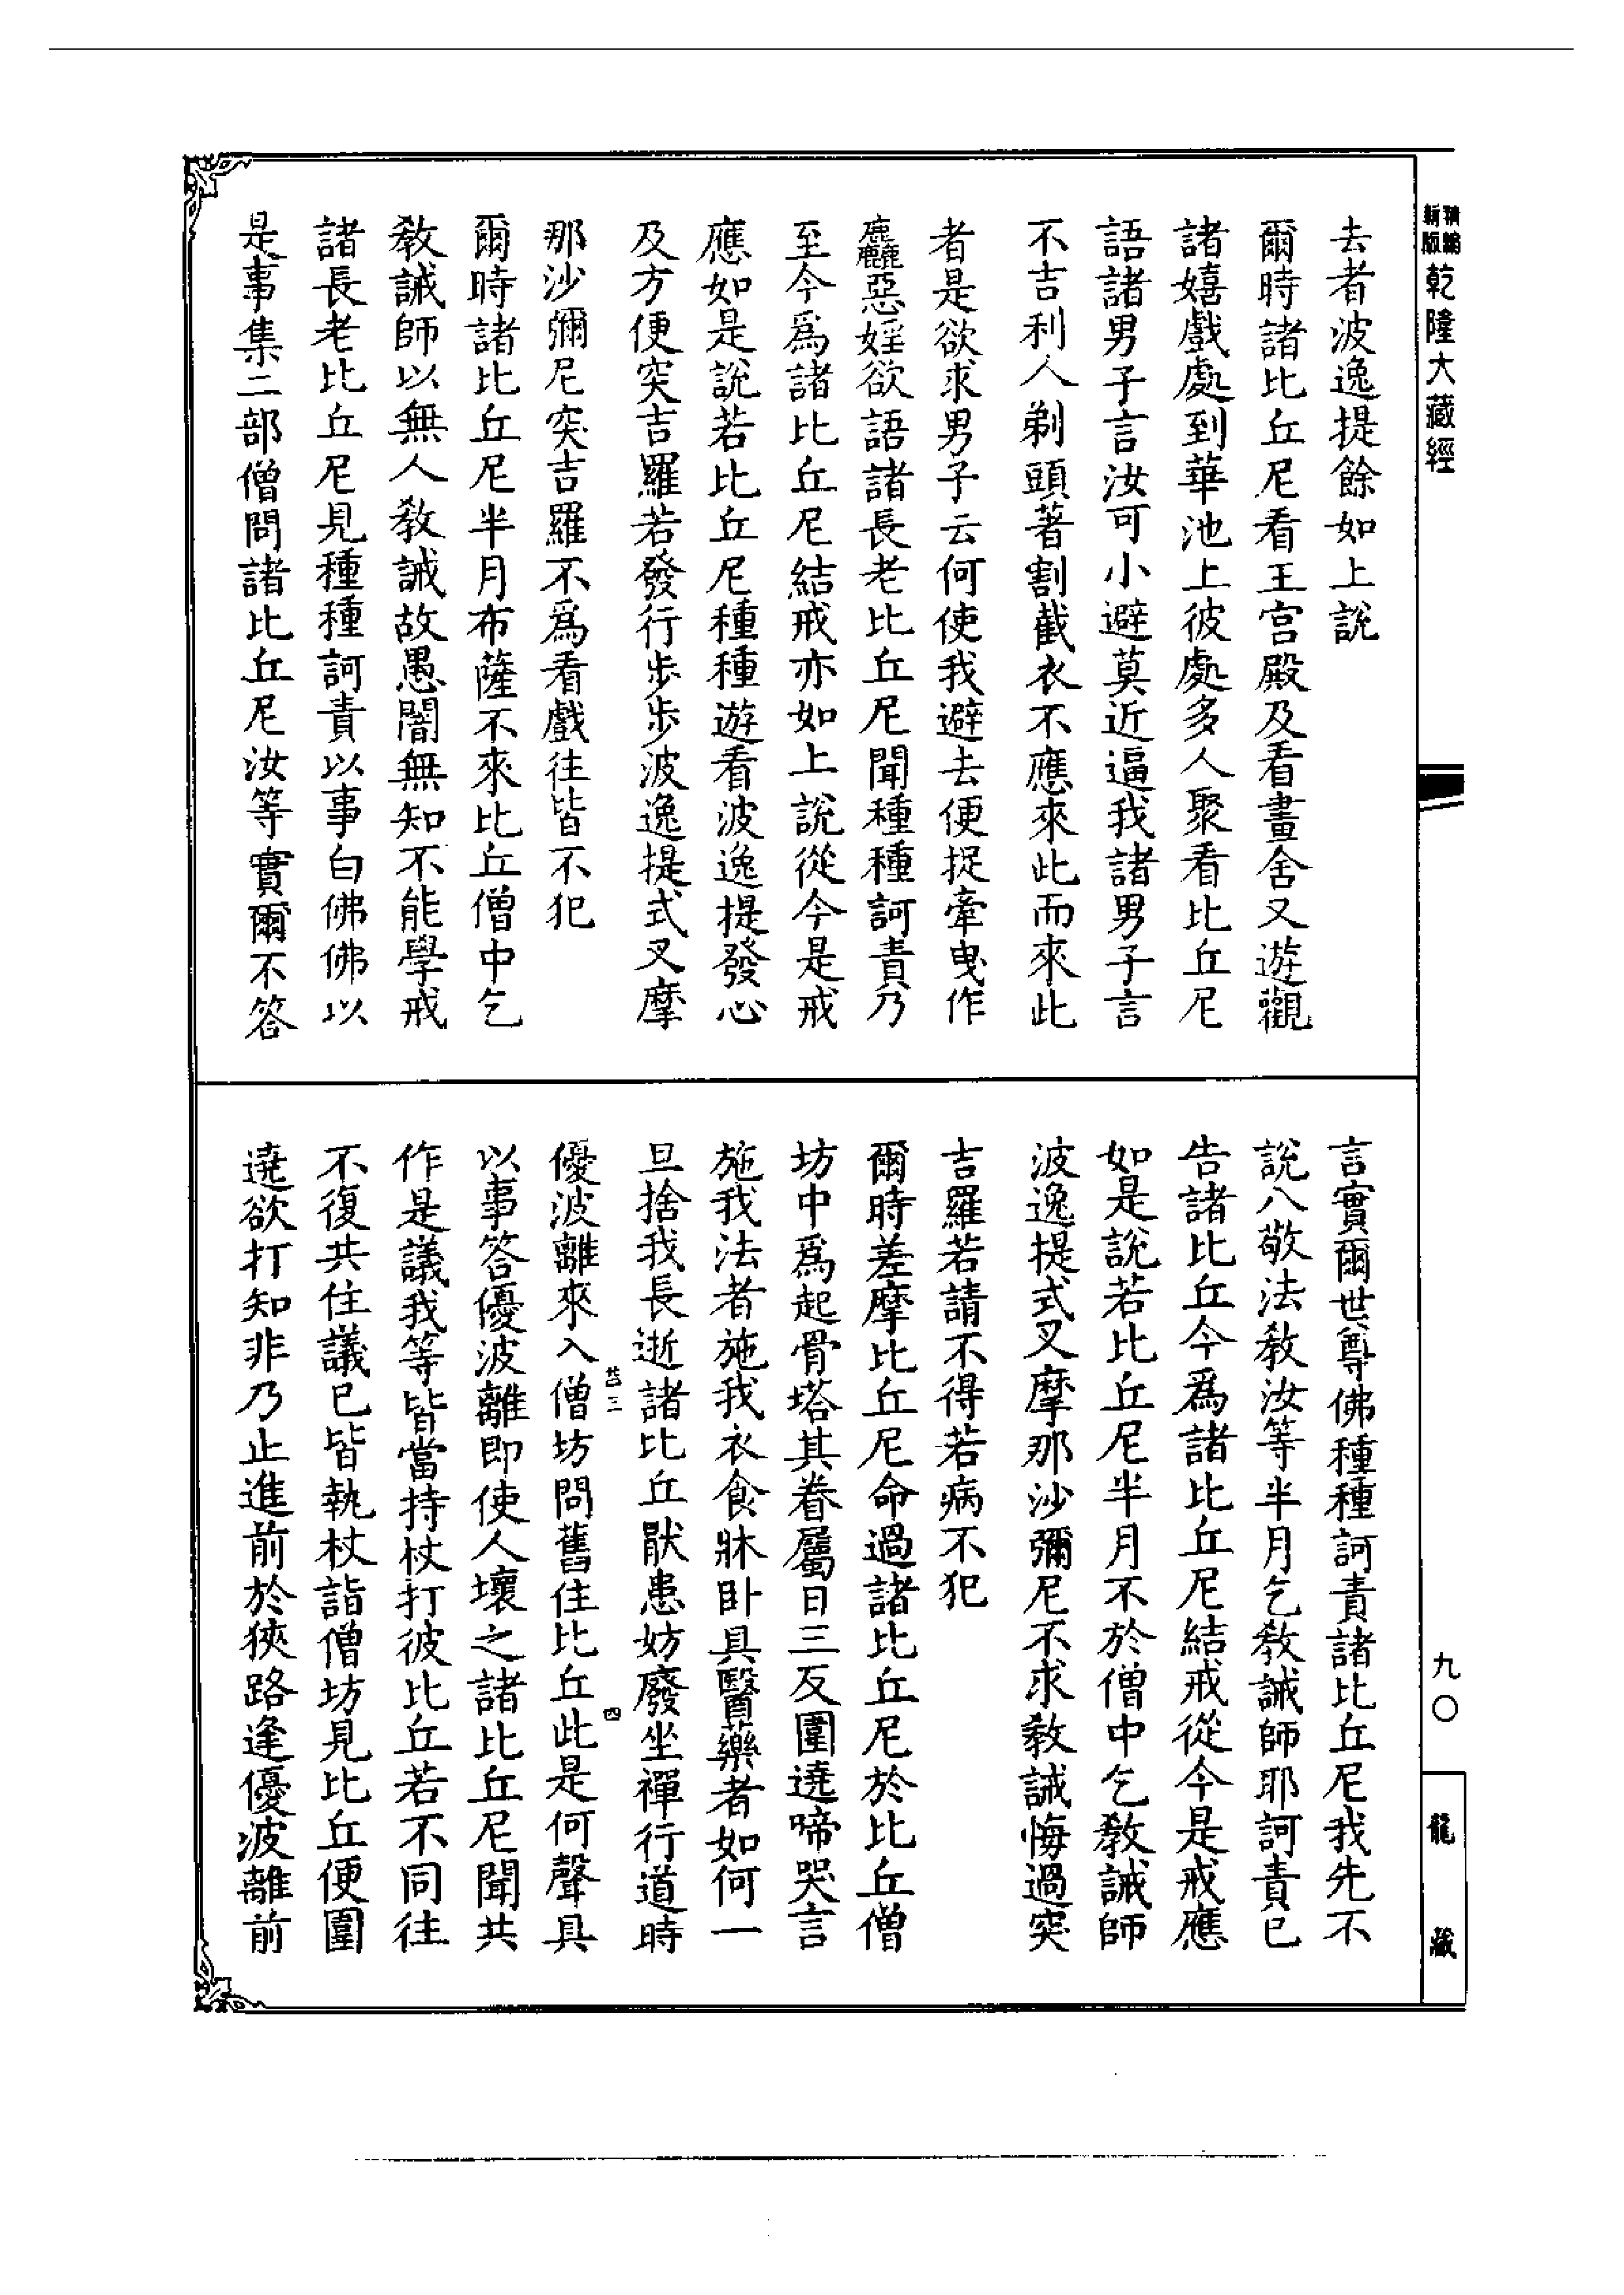 精編新版乾隆大藏經
去者波逸提餘如上說
爾時諸比丘尼看王宫殿及看畫舍又遊觀
諸嬉戲處到華池上彼處多人聚看比丘尼
語諸男子言汝可小避莫近逼我諸男子言
不吉利人剃頭著割截衣不應來此而來此
者是欲求男子云何使我避去便捉牽曳作
麤惡婬欲語諸長老比丘尼聞種種訶責乃
至今爲諸比丘尼結戒亦如上說從今是戒
應如是說若比丘尼種種遊看波逸提發心
及方便突吉羅若發行步步波逸提式叉摩
那沙彌尼突吉羅不爲看戲往皆不犯
爾時諸比丘尼半月布薩不來比丘僧中乞
教誡師以無人教誡故愚闇無知不能學戒
諸長老比丘尼見種種訶責以事白佛佛以
是事集二部僧問諸比丘尼汝等實爾不答
言實爾世尊佛種種訶責諸比丘尼我先不
說八敬法教汝等半月乞教誡師耶訶責已
告諸比丘今爲諸比丘尼結戒從今是戒應
如是說若比丘尼半月不於僧中乞教誡師
波逸提式叉摩那沙彌尼不求教誡悔過突
吉羅若請不得若病不犯
爾時差摩比丘尼命過諸比丘尼於比丘僧
坊中爲起骨塔其眷屬日三反圍遶啼哭言
施我法者施我衣食牀卧具醫藥者如何一
旦捨我長逝諸比丘厭患妨廢坐禪行道時
優波離來入僧坊問舊住比丘此是何聲具
以事答優波離即使人壞之諸比丘尼聞共
作是議我等皆當持杖打彼比丘若不同往
不復共住議已皆執杖詣僧坊見比丘便圍
遶欲打知非乃止進前於狹路逢優波離前
九〇
龍藏